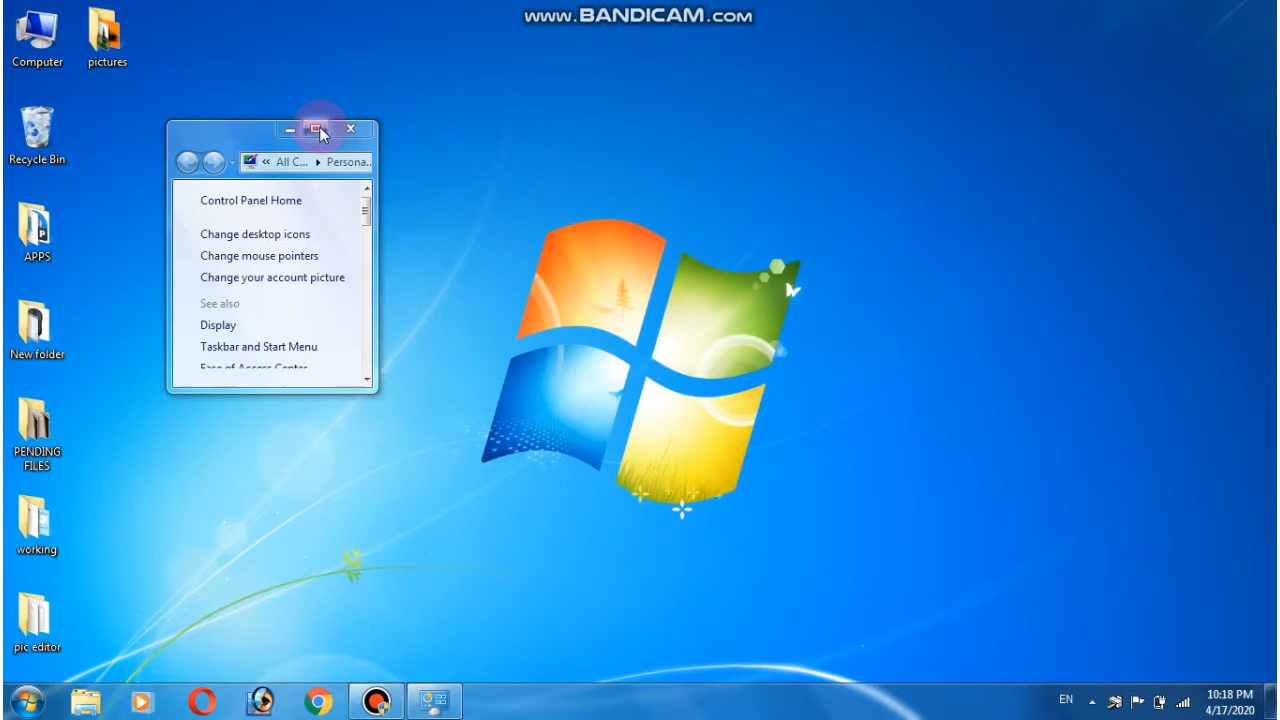 www.BANDICAM.com
Computer
pictures
Recycle Bin
APPS
New folder
PENDING
FILES
working
pic editor
« All C... Persona..
Control Panel Home
Change desktop icons
Change mouse pointers
Change your account picture
See also
Display
Taskbar and Start Menu
Ease of Access Center
EN
10:18 PM
4/17/2020